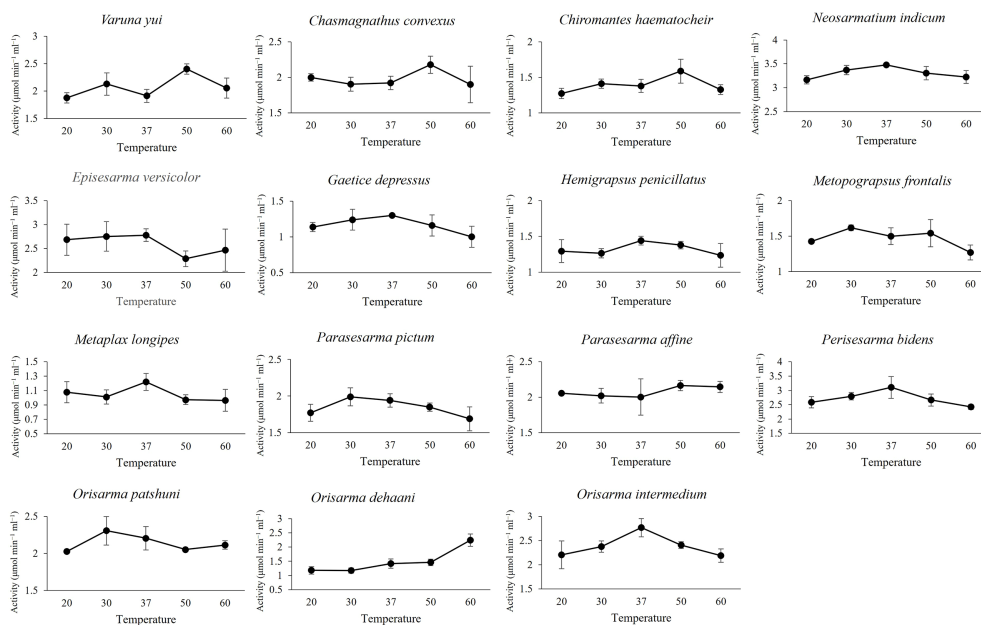 Varuna yui
Activity (µmol min⁻¹ ml⁻¹)
3
2.5
2
1.5
20 30 37 50 60
Temperature
Chasmagnathus convexus
Activity (µmol min⁻¹ ml⁻¹)
2.5
2
1.5
20 30 37 50 60
Temperature
Chiromantes haematocheir
Activity (µmol min⁻¹ ml⁻¹)
2
1.5
1
20 30 37 50 60
Temperature
Neosarmatium indicum
Activity (µmol min⁻¹ ml⁻¹)
4
3.5
3
2.5
20 30 37 50 60
Temperature
Episesarma versicolor
Activity (µmol min⁻¹ ml⁻¹)
3.5
3
2.5
2
20 30 37 50 60
Temperature
Gaetice depressus
Activity (µmol min⁻¹ ml⁻¹)
1.5
1
0.5
20 30 37 50 60
Temperature
Hemigrapsus penicillatus
Activity (µmol min⁻¹ ml⁻¹)
2
1.5
1
20 30 37 50 60
Temperature
Metopograpsus frontalis
Activity (µmol min⁻¹ ml⁻¹)
2
1.5
1
20 30 37 50 60
Temperature
Metaplax longipes
Activity (µmol min⁻¹ ml⁻¹)
1.5
1.3
1.1
0.9
0.7
0.5
20 30 37 50 60
Temperature
Parasesarma pictum
Activity (µmol min⁻¹ ml⁻¹)
2.5
2
1.5
20 30 37 50 60
Temperature
Parasesarma affine
Activity (µmol min⁻¹ ml+)
2.5
2
1.5
20 30 37 50 60
Temperature
Perisesarma bidens
Activity (µmol min⁻¹ ml⁻¹)
4
3.5
3
2.5
2
1.5
20 30 37 50 60
Temperature
Orisarma patshuni
Activity (µmol min⁻¹ ml⁻¹)
2.5
2
1.5
20 30 37 50 60
Temperature
Orisarma dehaani
Activity (µmol min⁻¹ ml⁻¹)
3
2.5
2
1.5
1
0.5
20 30 37 50 60
Temperature
Orisarma intermedium
Activity (µmol min⁻¹ ml⁻¹)
3
2.5
2
1.5
20 30 37 50 60
Temperature